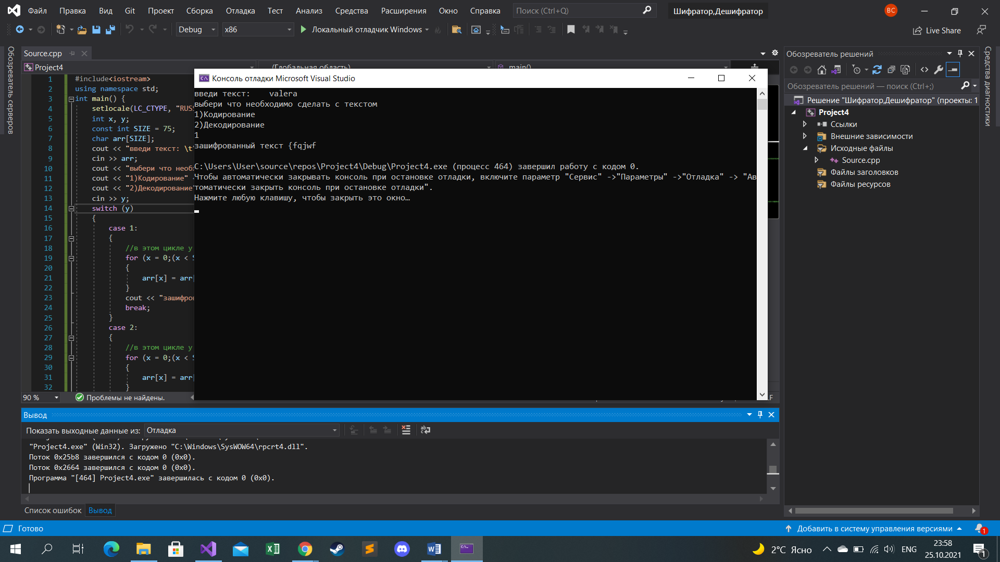 Файл Правка Вид Git Проект Сборка Отладка Тест Анализ Средства Расширения Окно Справка Поиск (Ctrl+Q) Шифратор,Дешифратор ВС
Debug x86 Локальный отладчик Windows Live Share
Обозреватель серверов
Source.cpp
Project4 (Глобальная область) main()
1 #include<iostream>
2 using namespace std;
3 int main() {
4 setlocale(LC_CTYPE, "RUS
5 int x, y;
6 const int SIZE = 75;
7 char arr[SIZE];
8 cout << "введи текст: \t
9 cin >> arr;
10 cout << "выбери что необх
11 cout << "1)Кодирование"
12 cout << "2)Декодирование
13 cin >> y;
14 switch (y)
15 {
16 case 1:
17 {
18 //в этом цикле у
19 for (x = 0;(x < S
20 {
21 arr[x] = arr[
22 }
23 cout << "зашифров
24 break;
25 }
26 case 2:
27 {
28 //в этом цикле у
29 for (x = 0;(x < S
30 {
31 arr[x] = arr[
32 }
90 % Проблемы не найдены.
Консоль отладки Microsoft Visual Studio
введи текст: valera
выбери что необходимо сделать с текстом
1)Кодирование
2)Декодирование
1
зашифрованный текст {fqjwf
C:\Users\User\source\repos\Project4\Debug\Project4.exe (процесс 464) завершил работу с кодом 0.
Чтобы автоматически закрывать консоль при остановке отладки, включите параметр "Сервис" ->"Параметры" ->"Отладка" -> "Ав
томатически закрыть консоль при остановке отладки".
Нажмите любую клавишу, чтобы закрыть это окно…
Обозреватель решений
Обозреватель решений — поиск (Ctrl+;)
Решение "Шифратор,Дешифратор" (проекты: 1
Project4
Ссылки
Внешние зависимости
Исходные файлы
Source.cpp
Файлы заголовков
Файлы ресурсов
Средства диагностики
Вывод
Показать выходные данные из: Отладка
"Project4.exe" (Win32). Загружено "C:\Windows\SysWOW64\rpcrt4.dll".
Поток 0x25b8 завершился с кодом 0 (0x0).
Поток 0x2664 завершился с кодом 0 (0x0).
Программа "[464] Project4.exe" завершилась с кодом 0 (0x0).
Список ошибок Вывод
Готово Добавить в систему управления версиями 1
2°C Ясно ENG 23:58
25.10.2021 1